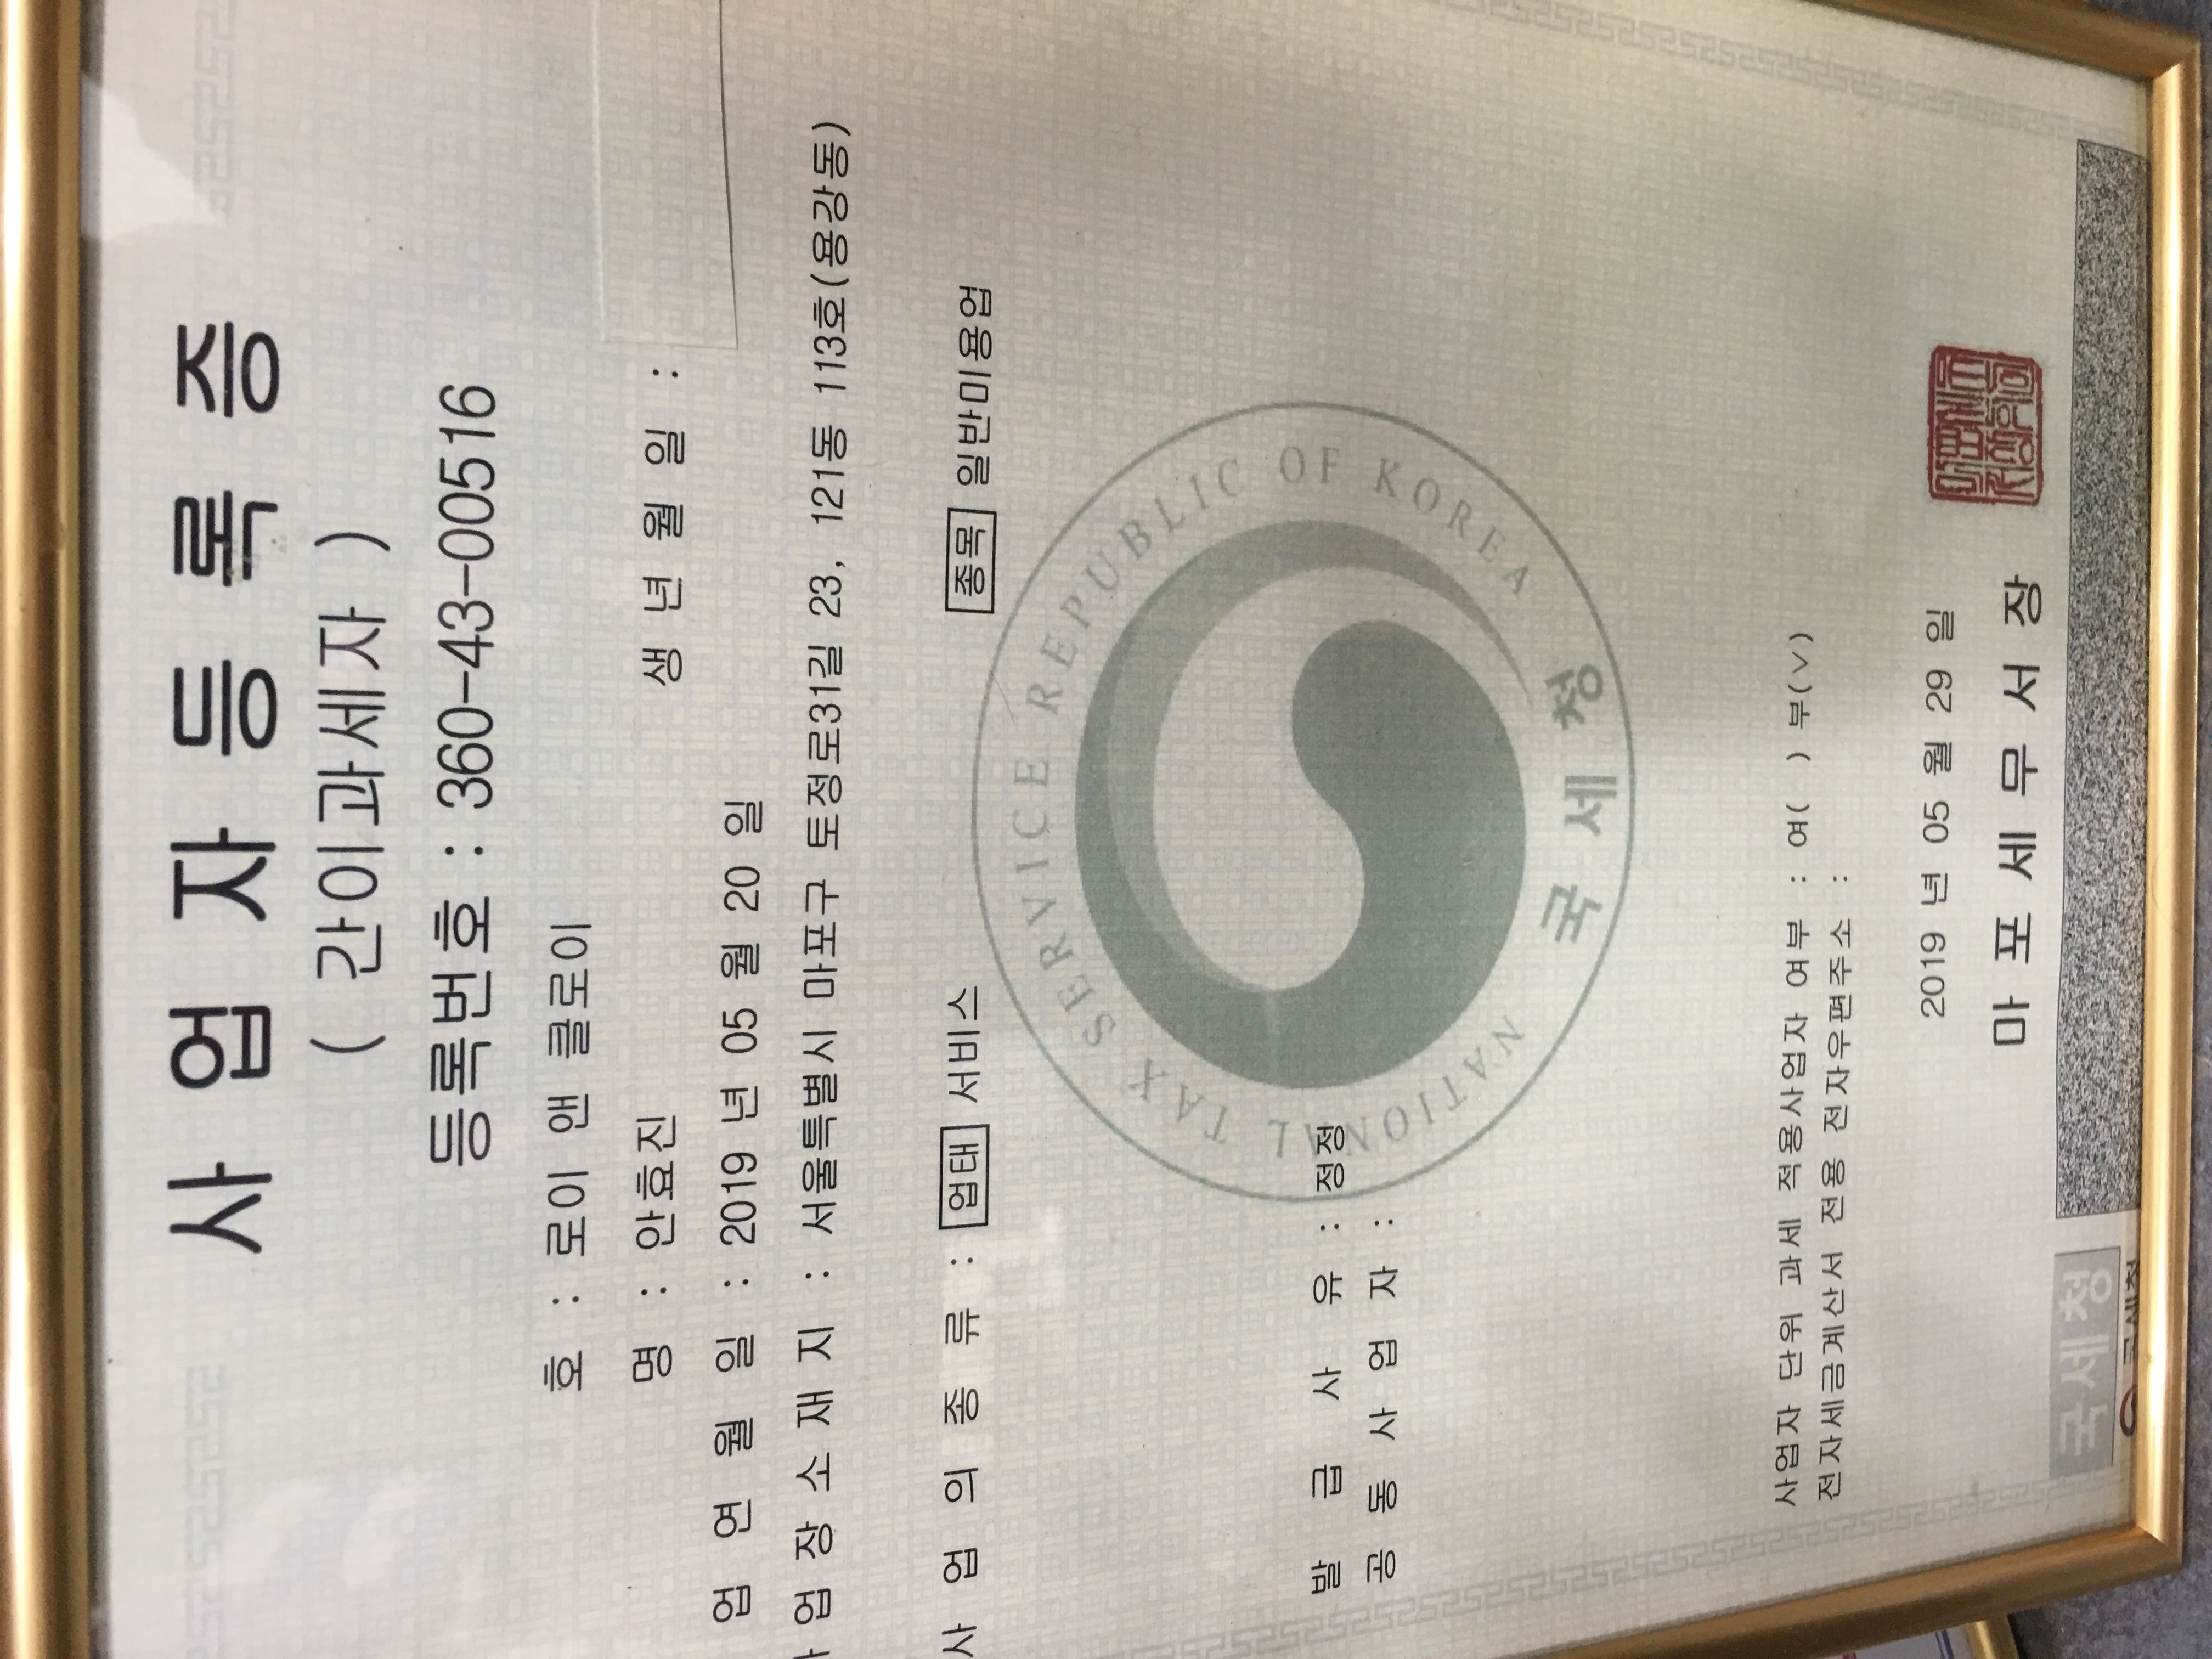 사업자등록증
( 간이과세자 )
등록번호 : 360-43-00516
호 : 로이 앤 클로이
명 : 안효진 생 년 월 일 :
업 연 월 일 : 2019 년 05 월 20 일
업 장 소 재 지 : 서울특별시 마포구 토정로31길 23, 121동 113호(용강동)
사 업 의 종 류 : 업태 서비스 종목 일반미용업
NATIONAL TAX SERVICE REPUBLIC OF KOREA
국세청
발 급 사 유 : 정정
공 동 사 업 자 :
사업자 단위 과세 적용사업자 여부 : 여( ) 부(∨)
전자세금계산서 전용 전자우편주소 :
2019 년 05 월 29 일
마 포 세 무 서 장
국세청